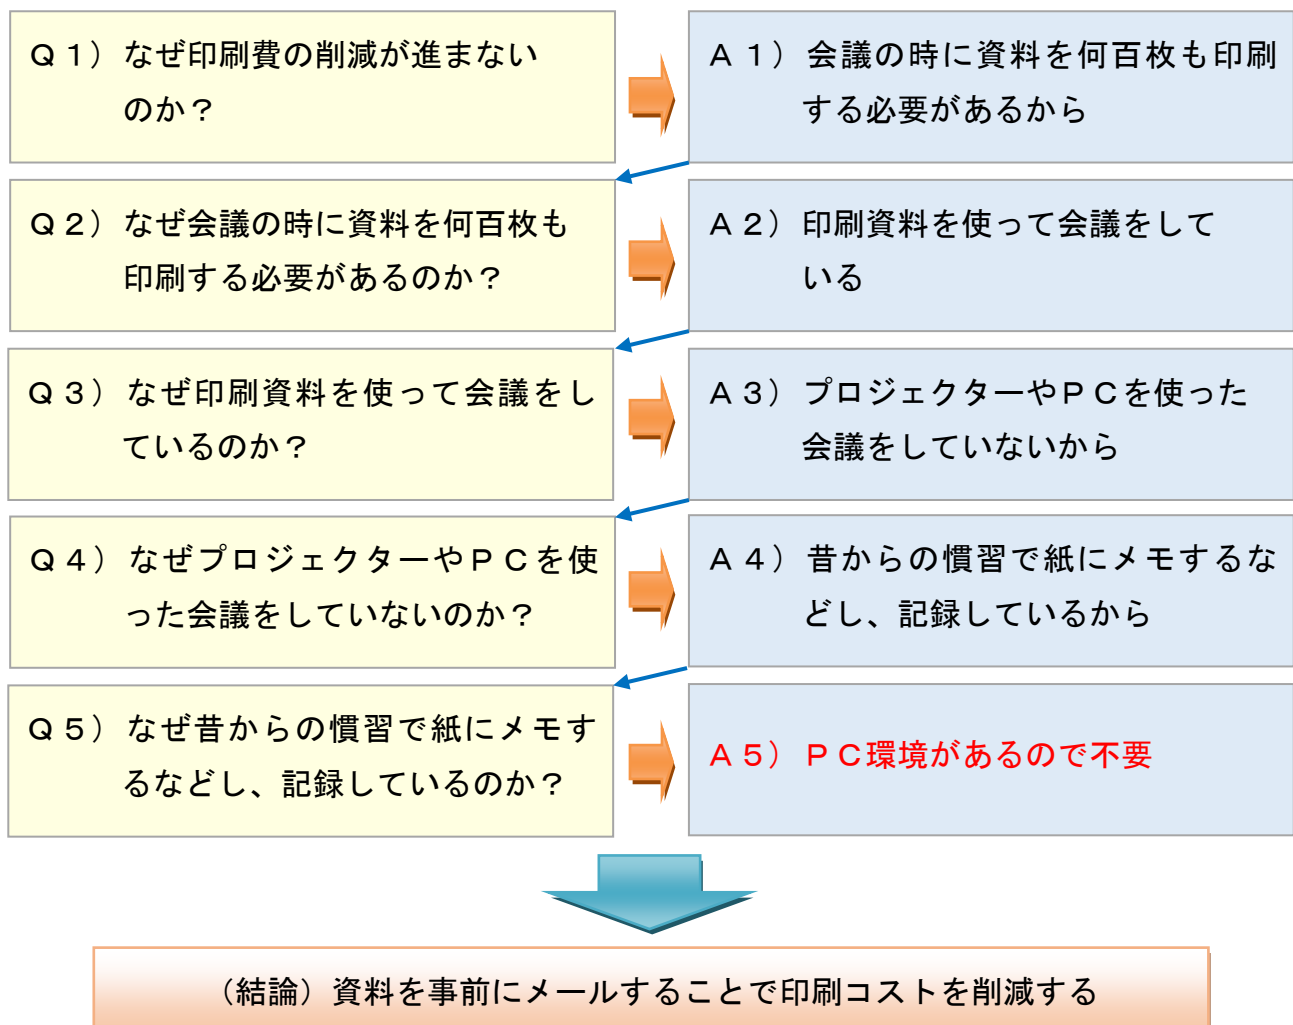 Ｑ１）なぜ印刷費の削減が進まない
のか？
Ａ１）会議の時に資料を何百枚も印刷
する必要があるから
Ｑ２）なぜ会議の時に資料を何百枚も
印刷する必要があるのか？
Ａ２）印刷資料を使って会議をして
いる
Ｑ３）なぜ印刷資料を使って会議をし
ているのか？
Ａ３）プロジェクターやＰＣを使った
会議をしていないから
Ｑ４）なぜプロジェクターやＰＣを使
った会議をしていないのか？
Ａ４）昔からの慣習で紙にメモするな
どし、記録しているから
Ｑ５）なぜ昔からの慣習で紙にメモす
るなどし、記録しているのか？
Ａ５）ＰＣ環境があるので不要
（結論）資料を事前にメールすることで印刷コストを削減する